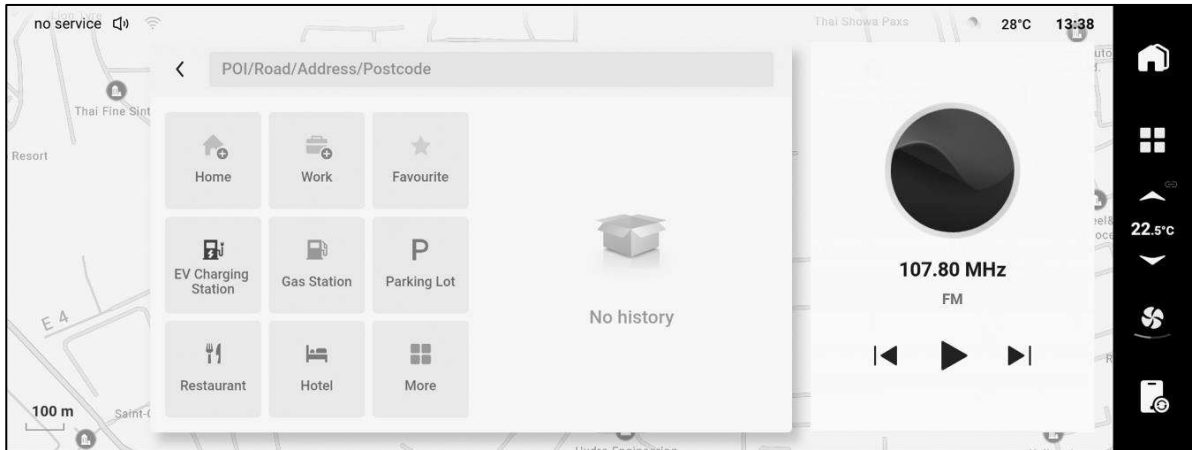 no service
28°C
13:38
Thai Showa Paxs
POI/Road/Address/Postcode
Thai Fine Sint
Resort
Home
Work
Favourite
22.5°C
EV Charging
Station
Gas Station
Parking Lot
107.80 MHz
FM
No history
E 4
Restaurant
Hotel
More
100 m
Saint-